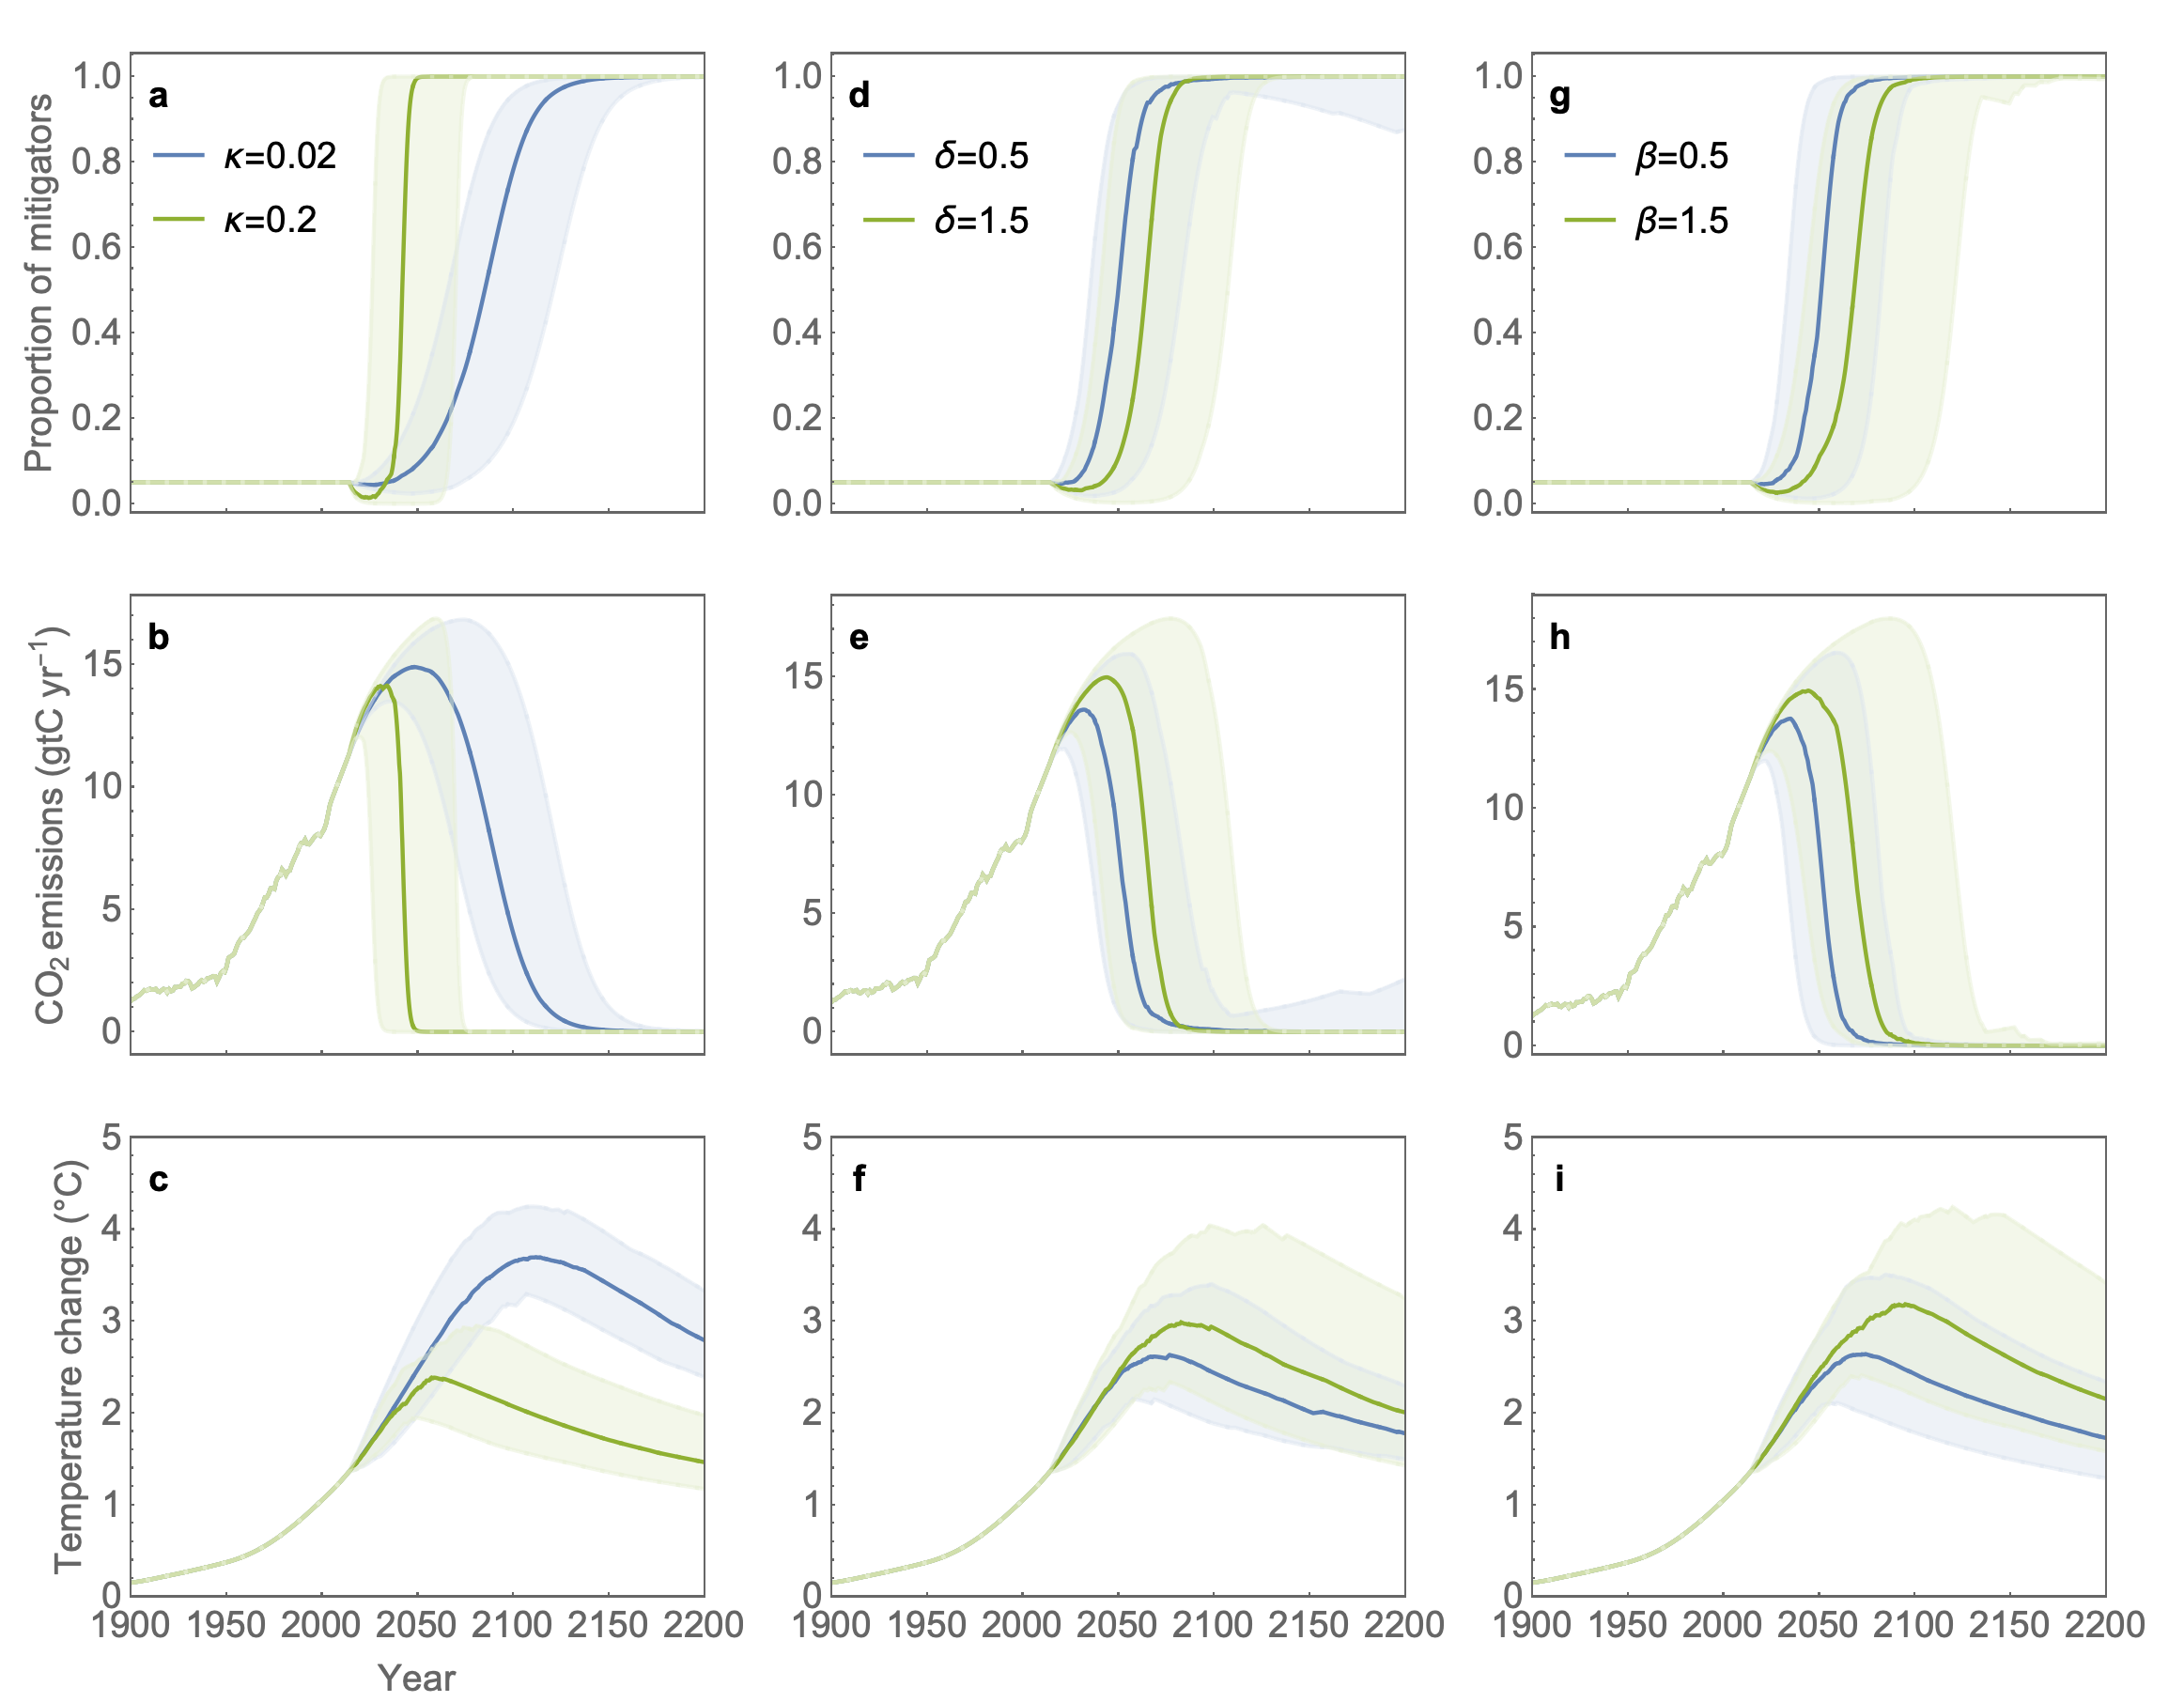 a
κ=0.02
κ=0.2
1.0
0.8
0.6
0.4
0.2
0.0
Proportion of mitigators
d
δ=0.5
δ=1.5
1.0
0.8
0.6
0.4
0.2
0.0
g
β=0.5
β=1.5
1.0
0.8
0.6
0.4
0.2
0.0
b
15
10
5
0
CO₂ emissions (gtC yr⁻¹)
e
15
10
5
0
h
15
10
5
0
c
5
4
3
2
1
0
Temperature change (°C)
1900 1950 2000 2050 2100 2150 2200
Year
f
5
4
3
2
1
0
1900 1950 2000 2050 2100 2150 2200
i
5
4
3
2
1
0
1900 1950 2000 2050 2100 2150 2200